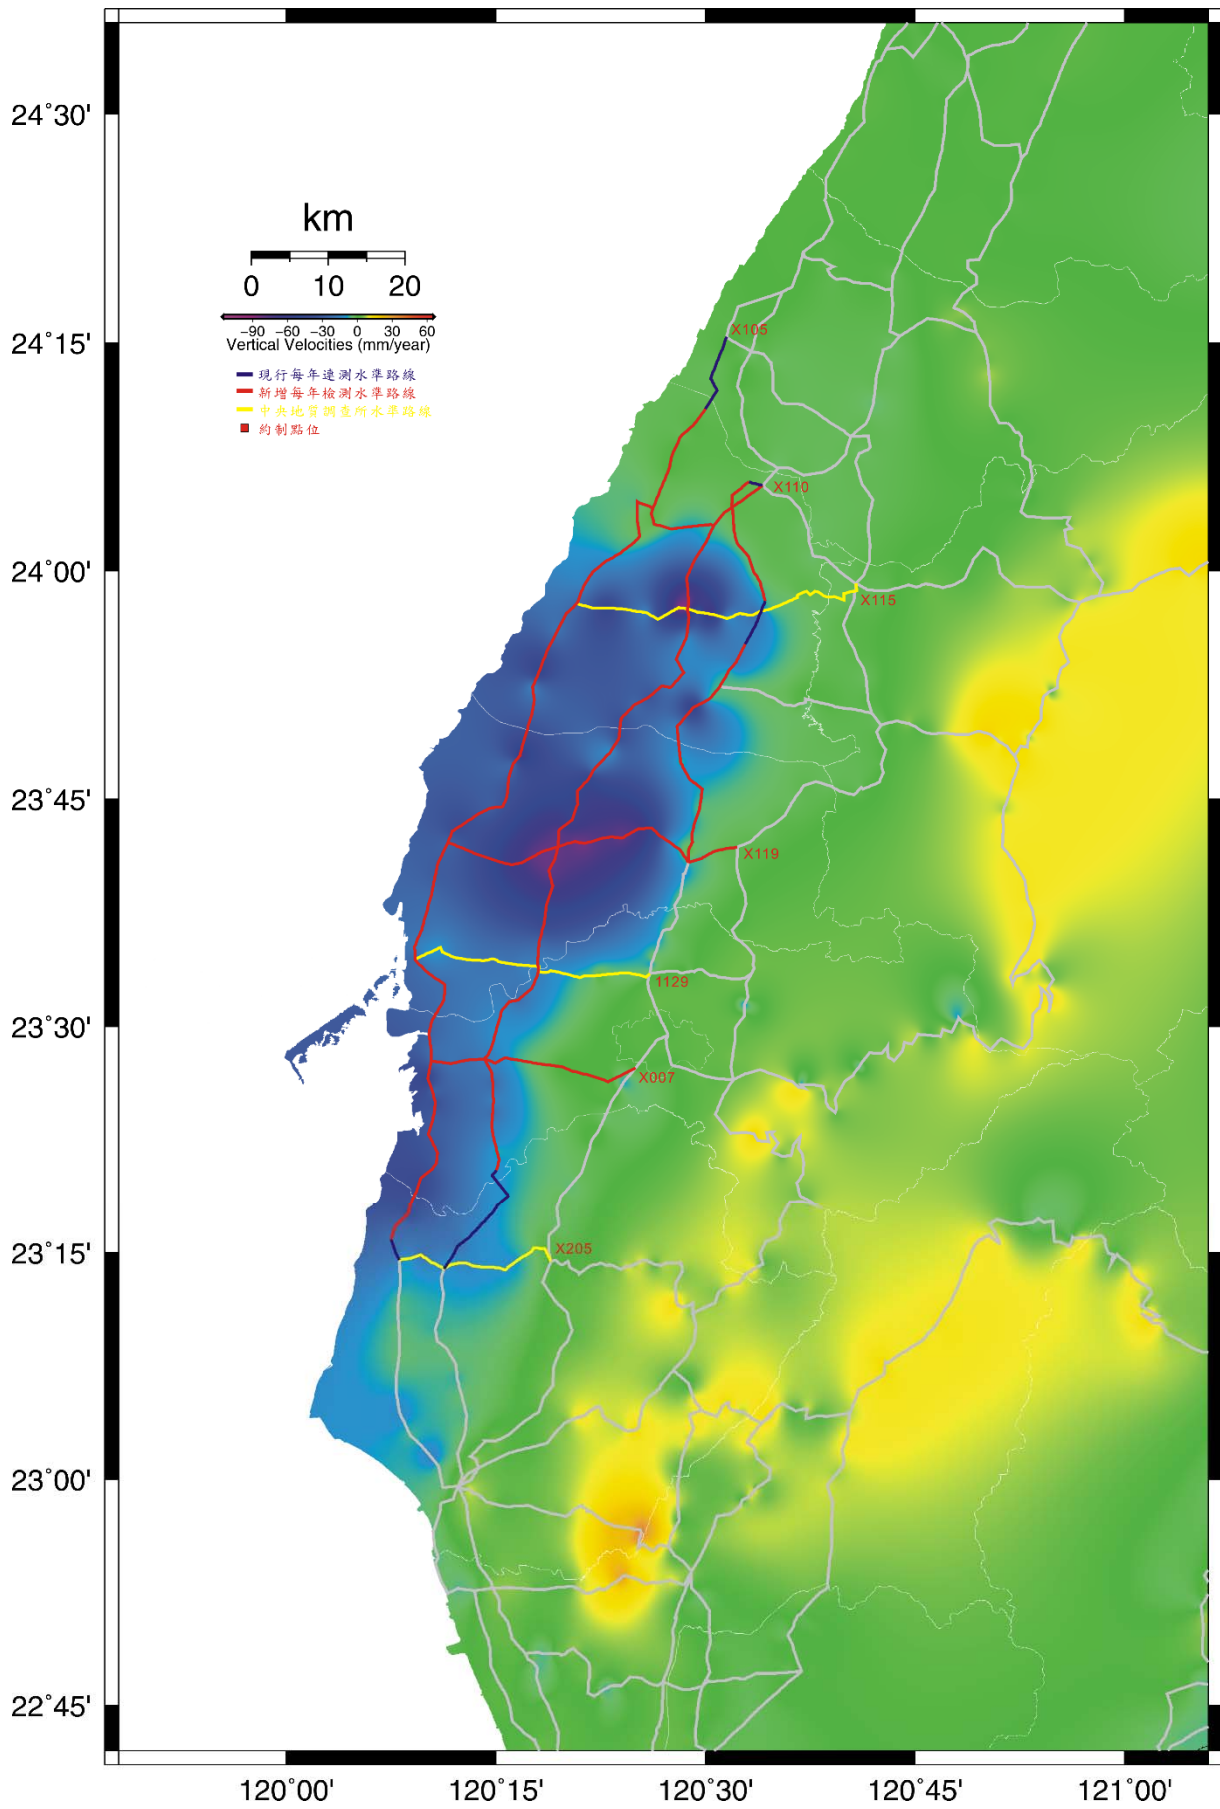 24°30'
km
0 10 20
-90 -60 -30 0 30 60
Vertical Velocities (mm/year)
X105
24°15'
現行每年連測水準路線
新增每年檢測水準路線
中央地質調查所水準路線
約制點位
X110
24°00'
X115
23°45'
X119
1129
23°30'
X007
23°15'
X205
23°00'
22°45'
120°00' 120°15' 120°30' 120°45' 121°00'